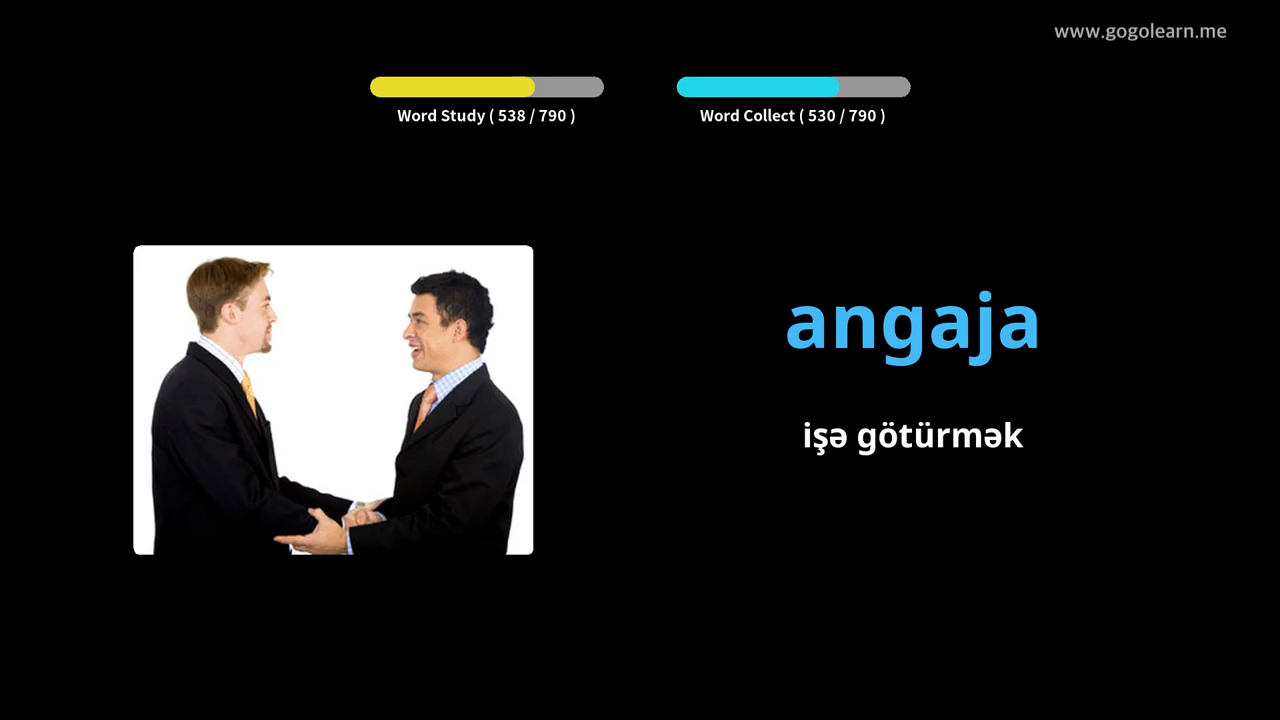 www.gogolearn.me
Word Study ( 538 / 790 )
Word Collect ( 530 / 790 )
angaja
işə götürmək